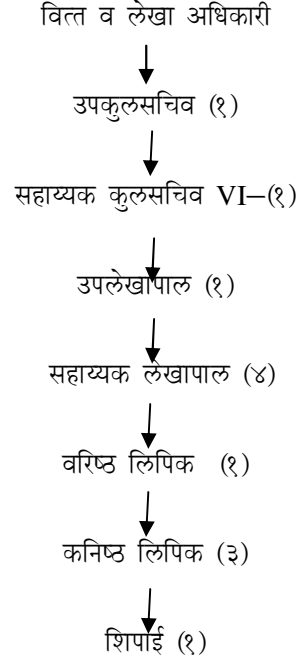 वित्त व लेखा अधिकारी
उपकुलसचिव (१)
सहाय्यक कुलसचिव VI–(१)
उपलेखापाल (१)
सहाय्यक लेखापाल (४)
वरिष्ठ लिपिक (१)
कनिष्ठ लिपिक (३)
शिपाई (१)